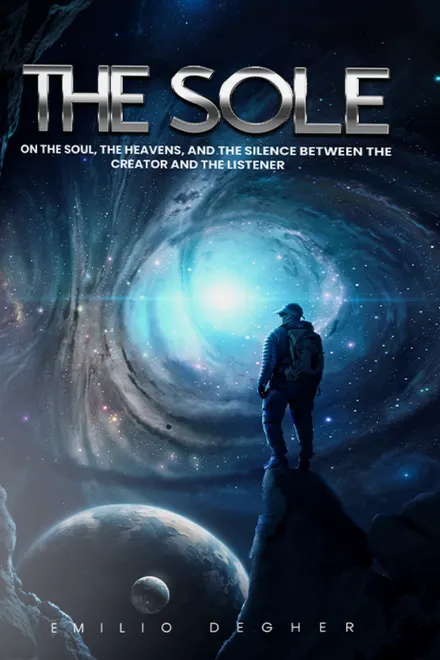 THE SOLE
ON THE SOUL, THE HEAVENS, AND THE SILENCE BETWEEN THE
CREATOR AND THE LISTENER
EMILIO DEGHER